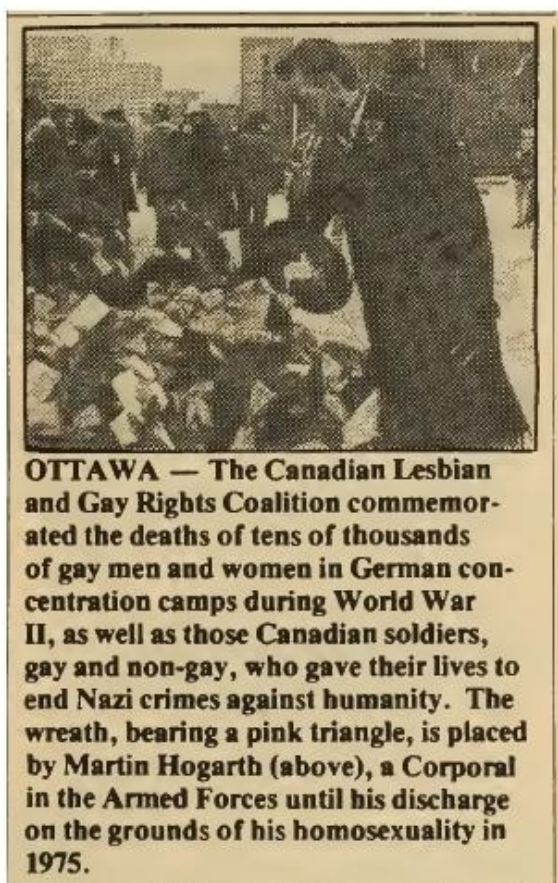 OTTAWA — The Canadian Lesbian
and Gay Rights Coalition commemor-
ated the deaths of tens of thousands
of gay men and women in German con-
centration camps during World War
II, as well as those Canadian soldiers,
gay and non-gay, who gave their lives to
end Nazi crimes against humanity. The
wreath, bearing a pink triangle, is placed
by Martin Hogarth (above), a Corporal
in the Armed Forces until his discharge
on the grounds of his homosexuality in
1975.